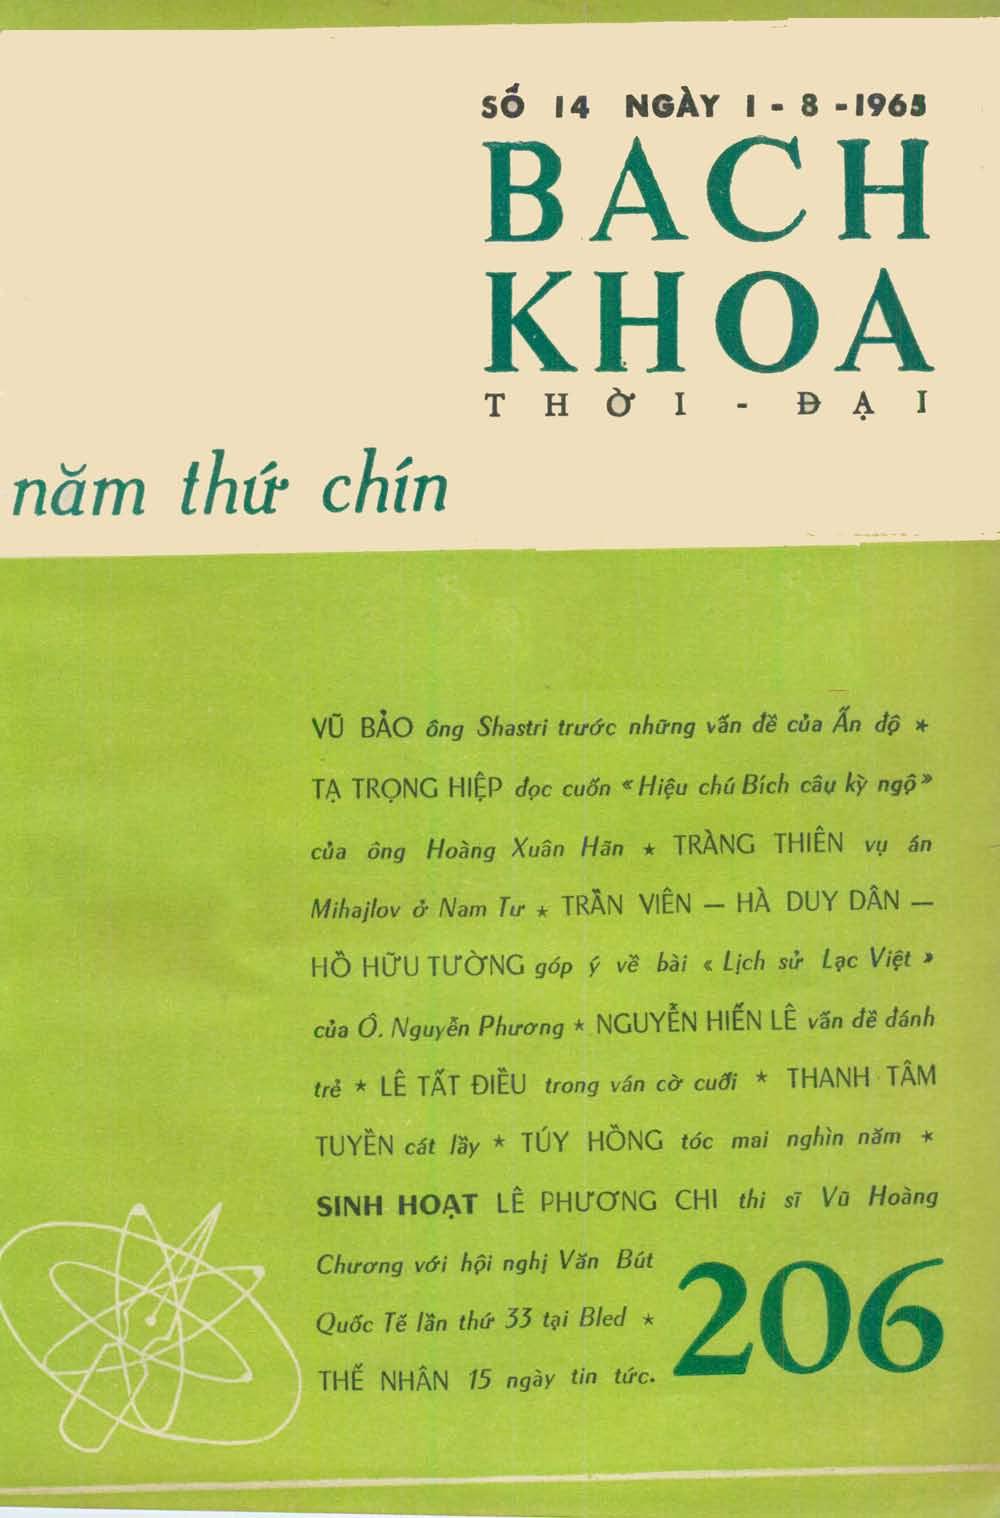 SỐ 14 NGÀY 1 - 8 - 1965
BACH
KHOA
THỜI - ĐẠI
năm thứ chín
VŨ BẢO ông Shastri trước những vấn đề của Ấn độ *
TẠ TRỌNG HIỆP đọc cuốn « Hiệu chú Bích câu kỳ ngộ »
của ông Hoàng Xuân Hãn * TRÀNG THIÊN vụ án
Mihajlov ở Nam Tư * TRẦN VIÊN — HÀ DUY DÂN —
HỒ HỮU TƯỜNG góp ý về bài « Lịch sử Lạc Việt »
của Ô. Nguyễn Phương * NGUYỄN HIẾN LÊ vấn đề đánh
trẻ * LÊ TẤT ĐIỀU trong ván cờ cuối * THANH TÂM
TUYỀN cát lầy * TÚY HỒNG tóc mai nghìn năm *
SINH HOẠT LÊ PHƯƠNG CHI thi sĩ Vũ Hoàng
Chương với hội nghị Văn Bút
Quốc Tế lần thứ 33 tại Bled *
THẾ NHÂN 15 ngày tin tức.
206